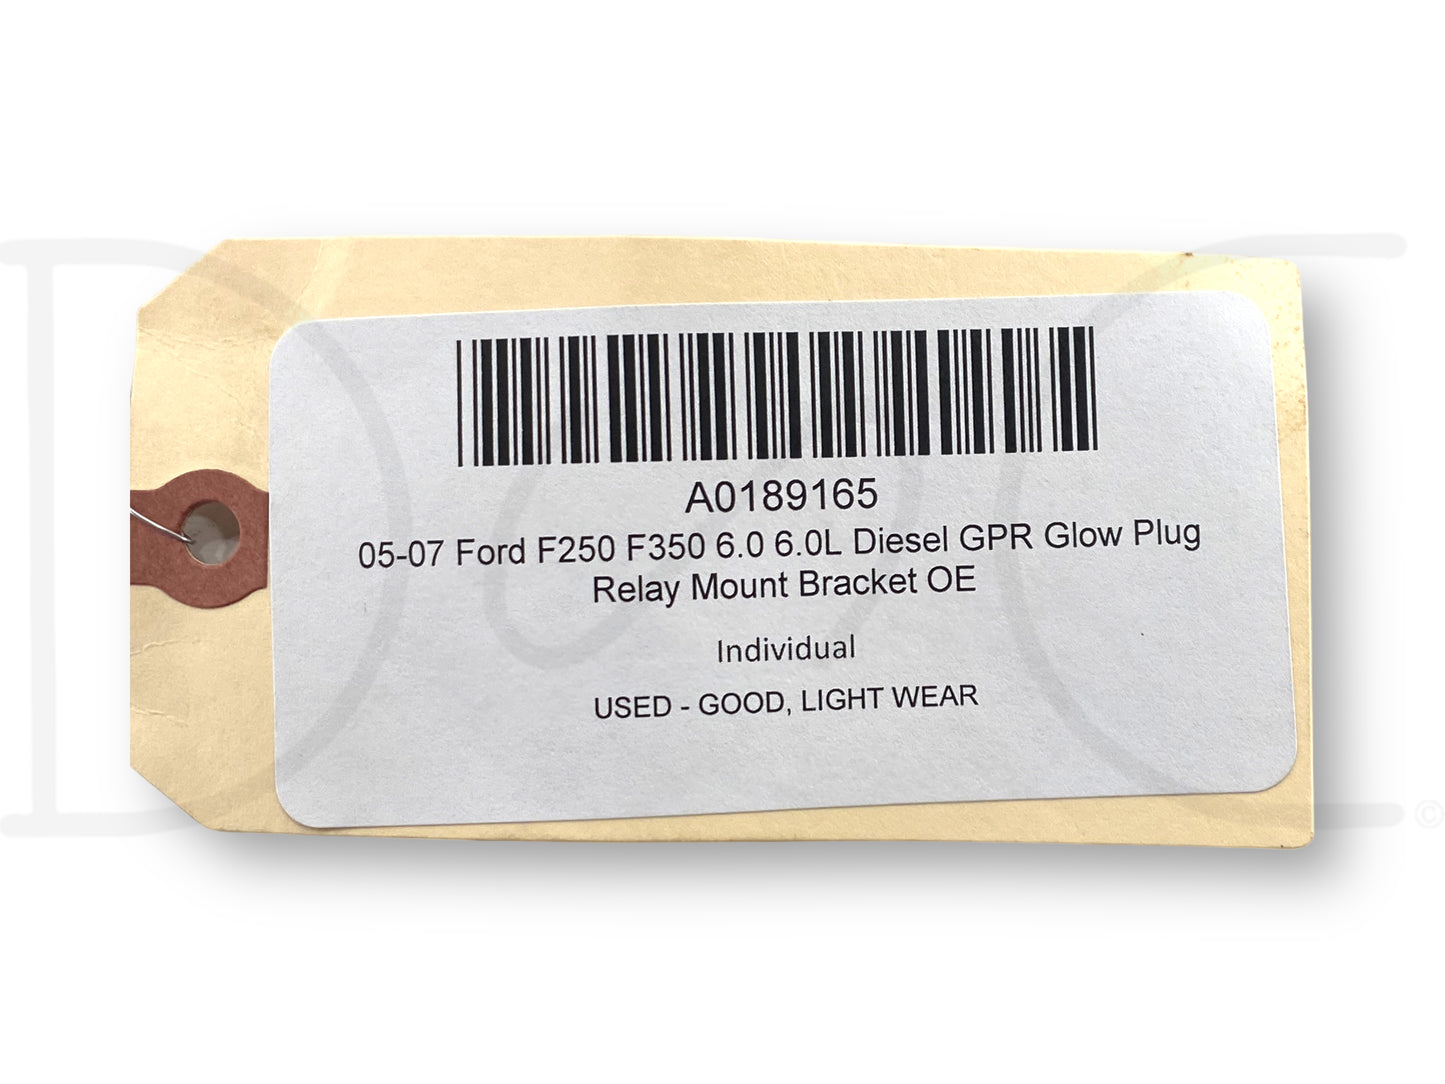 A0189165
05-07 Ford F250 F350 6.0 6.0L Diesel GPR Glow Plug
Relay Mount Bracket OE
Individual
USED - GOOD, LIGHT WEAR
©